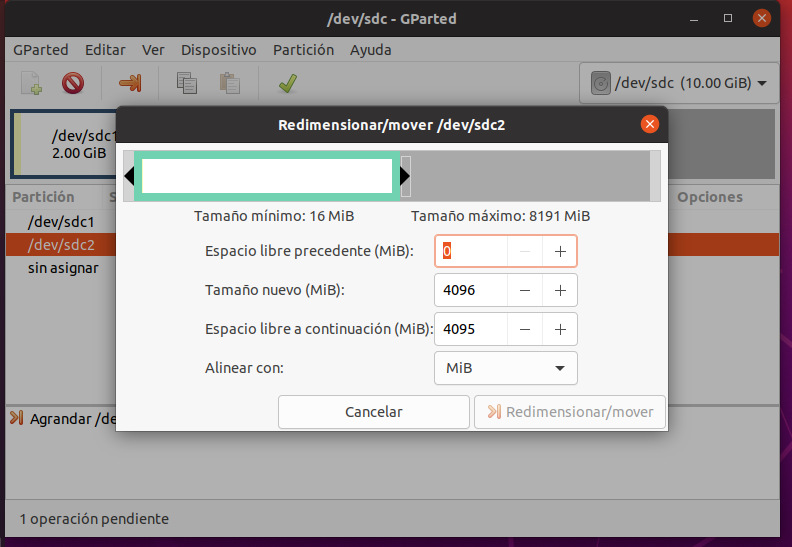 /dev/sdc - GParted
GParted Editar Ver Dispositivo Partición Ayuda
/dev/sdc (10.00 GiB)
/dev/sdc1
2.00 GiB
Redimensionar/mover /dev/sdc2
Tamaño mínimo: 16 MiB Tamaño máximo: 8191 MiB
Partición S Opciones
/dev/sdc1
/dev/sdc2
sin asignar
Espacio libre precedente (MiB): 0
Tamaño nuevo (MiB): 4096
Espacio libre a continuación (MiB): 4095
Alinear con: MiB
Cancelar Redimensionar/mover
Agrandar /de
1 operación pendiente